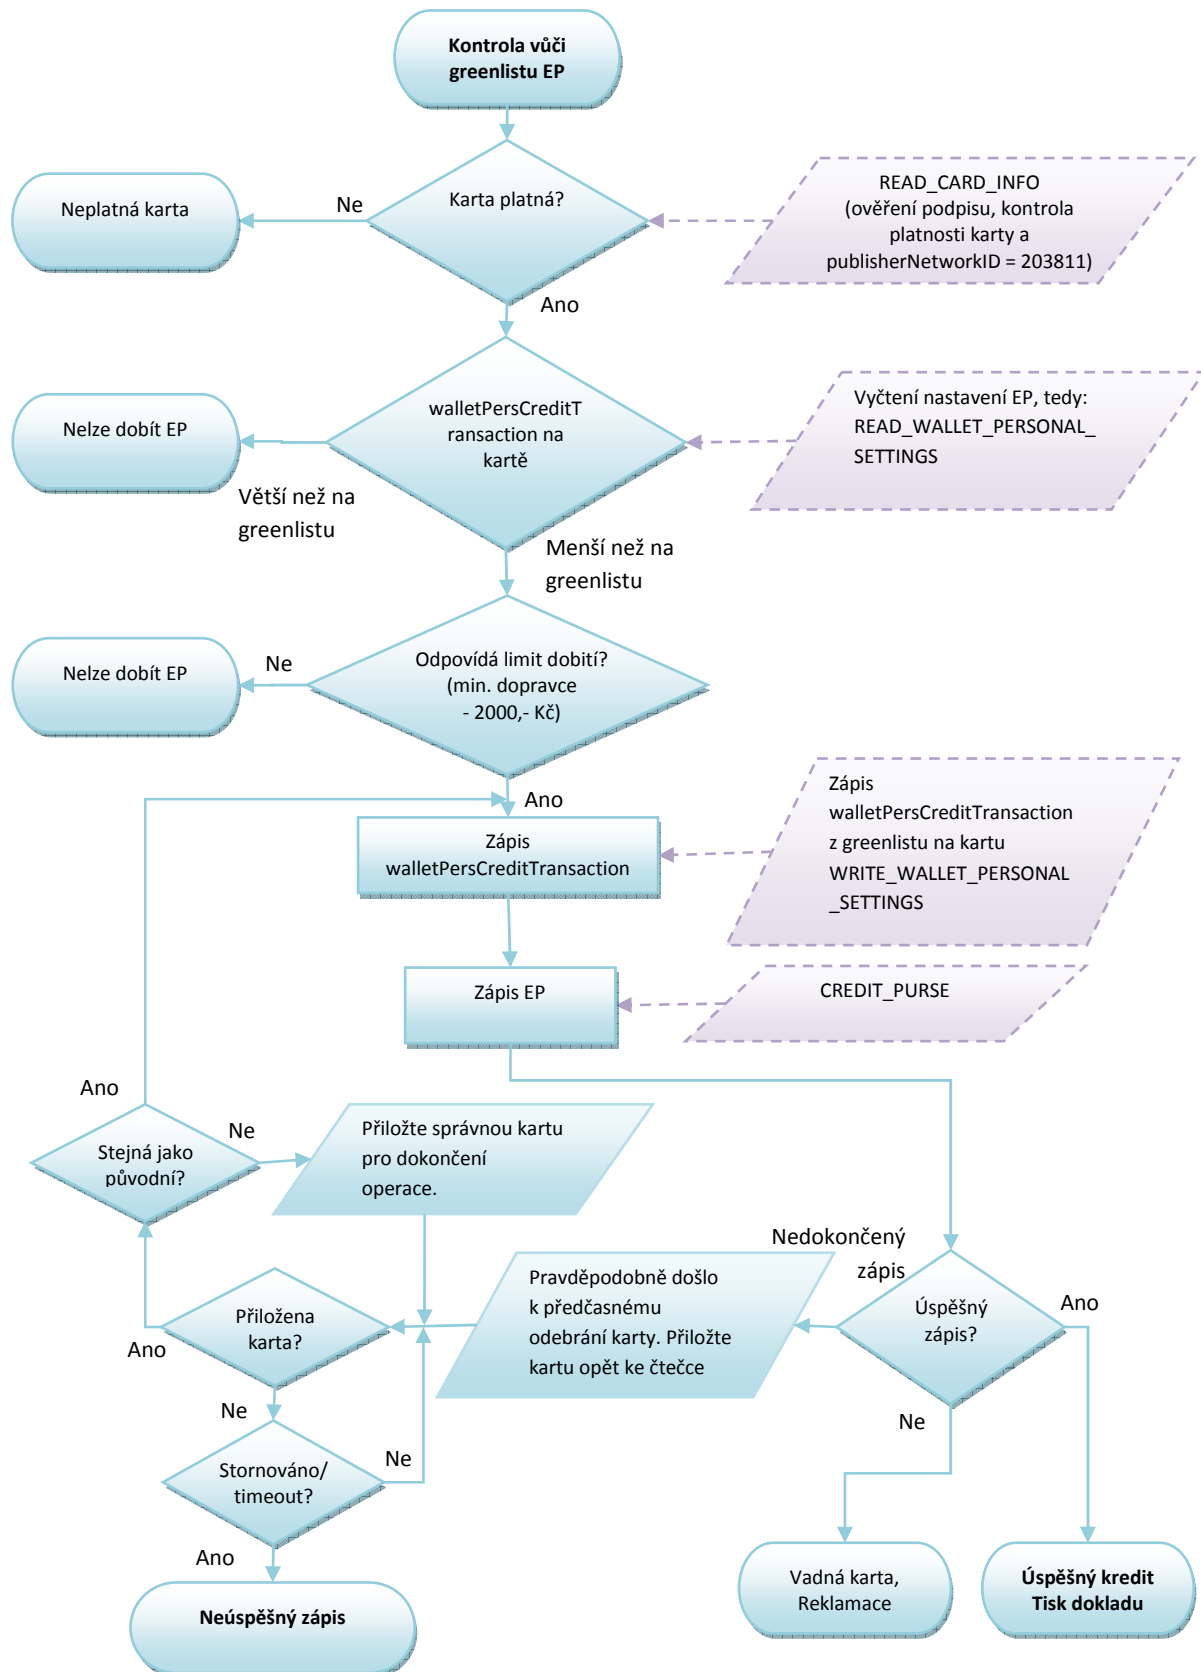 Kontrola vůči
greenlistu EP
Karta platná?
Ne
Neplatná karta
READ_CARD_INFO
(ověření podpisu, kontrola
platnosti karty a
publisherNetworkID = 203811)
Ano
walletPersCreditT
ransaction na
kartě
Nelze dobít EP
Větší než na
greenlistu
Vyčtení nastavení EP, tedy:
READ_WALLET_PERSONAL_
SETTINGS
Menší než na
greenlistu
Odpovídá limit dobití?
(min. dopravce
- 2000,- Kč)
Ne
Nelze dobít EP
Ano
Zápis
walletPersCreditTransaction
Zápis
walletPersCreditTransaction
z greenlistu na kartu
WRITE_WALLET_PERSONAL
_SETTINGS
Zápis EP
CREDIT_PURSE
Ano
Stejná jako
původní?
Ne
Přiložte správnou kartu
pro dokončení
operace.
Nedokončený
zápis
Úspěšný
zápis?
Ano
Pravděpodobně došlo
k předčasnému
odebrání karty. Přiložte
kartu opět ke čtečce
Přiložena
karta?
Ano
Ne
Ne
Stornováno/
timeout?
Ne
Ano
Neúspěšný zápis
Vadná karta,
Reklamace
Úspěšný kredit
Tisk dokladu